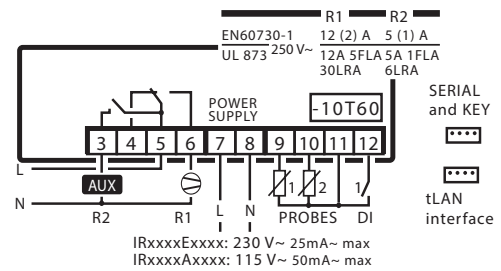 R1 R2
EN60730-1 250 V~ 12 (2) A 5 (1) A
UL 873 12A 5FLA 5A 1FLA
30LRA 6LRA
POWER
SUPPLY
-10T60
SERIAL
and KEY
3 4 5 6 7 8 9 10 11 12
L
AUX
1 2 1
N
R2 R1 L N PROBES DI
tLAN
interface
IRxxxxExxxx: 230 V~ 25mA~ max
IRxxxxAxxxx: 115 V~ 50mA~ max